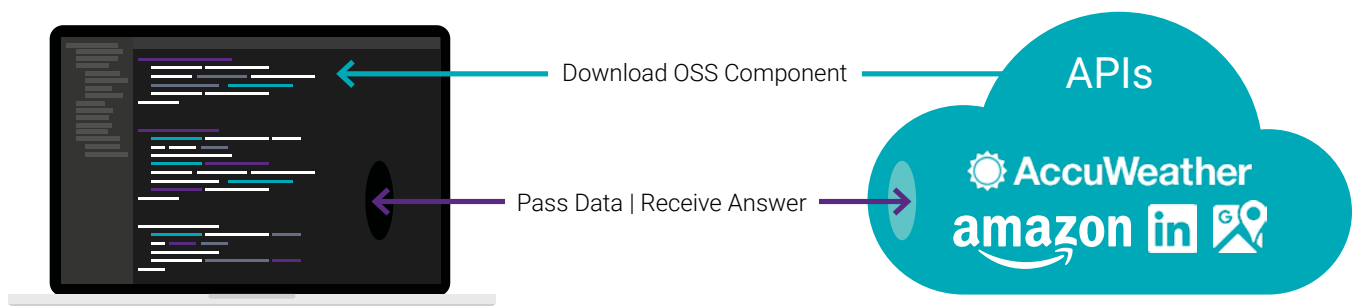 Download OSS Component
APIs
AccuWeather
Pass Data | Receive Answer
amazon in G